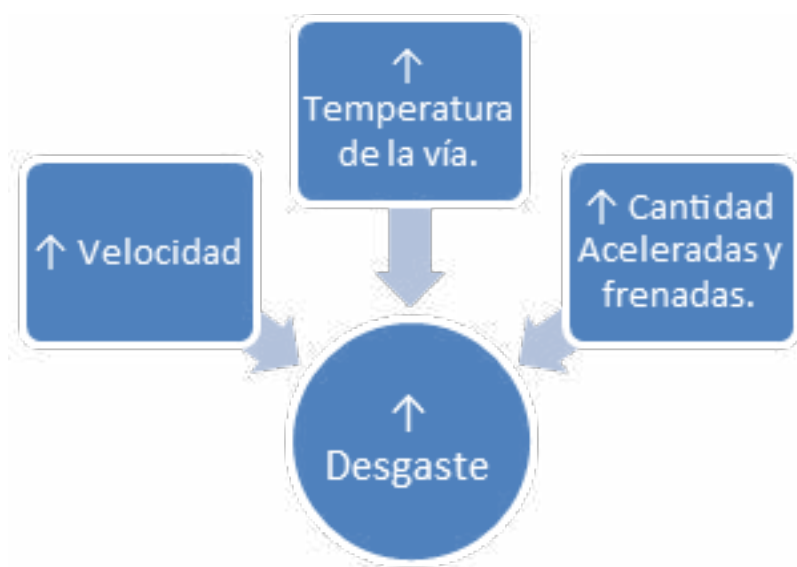 ↑
Temperatura
de la vía.
↑ Velocidad
↑ Cantidad
Aceleradas y
frenadas.
↑
Desgaste